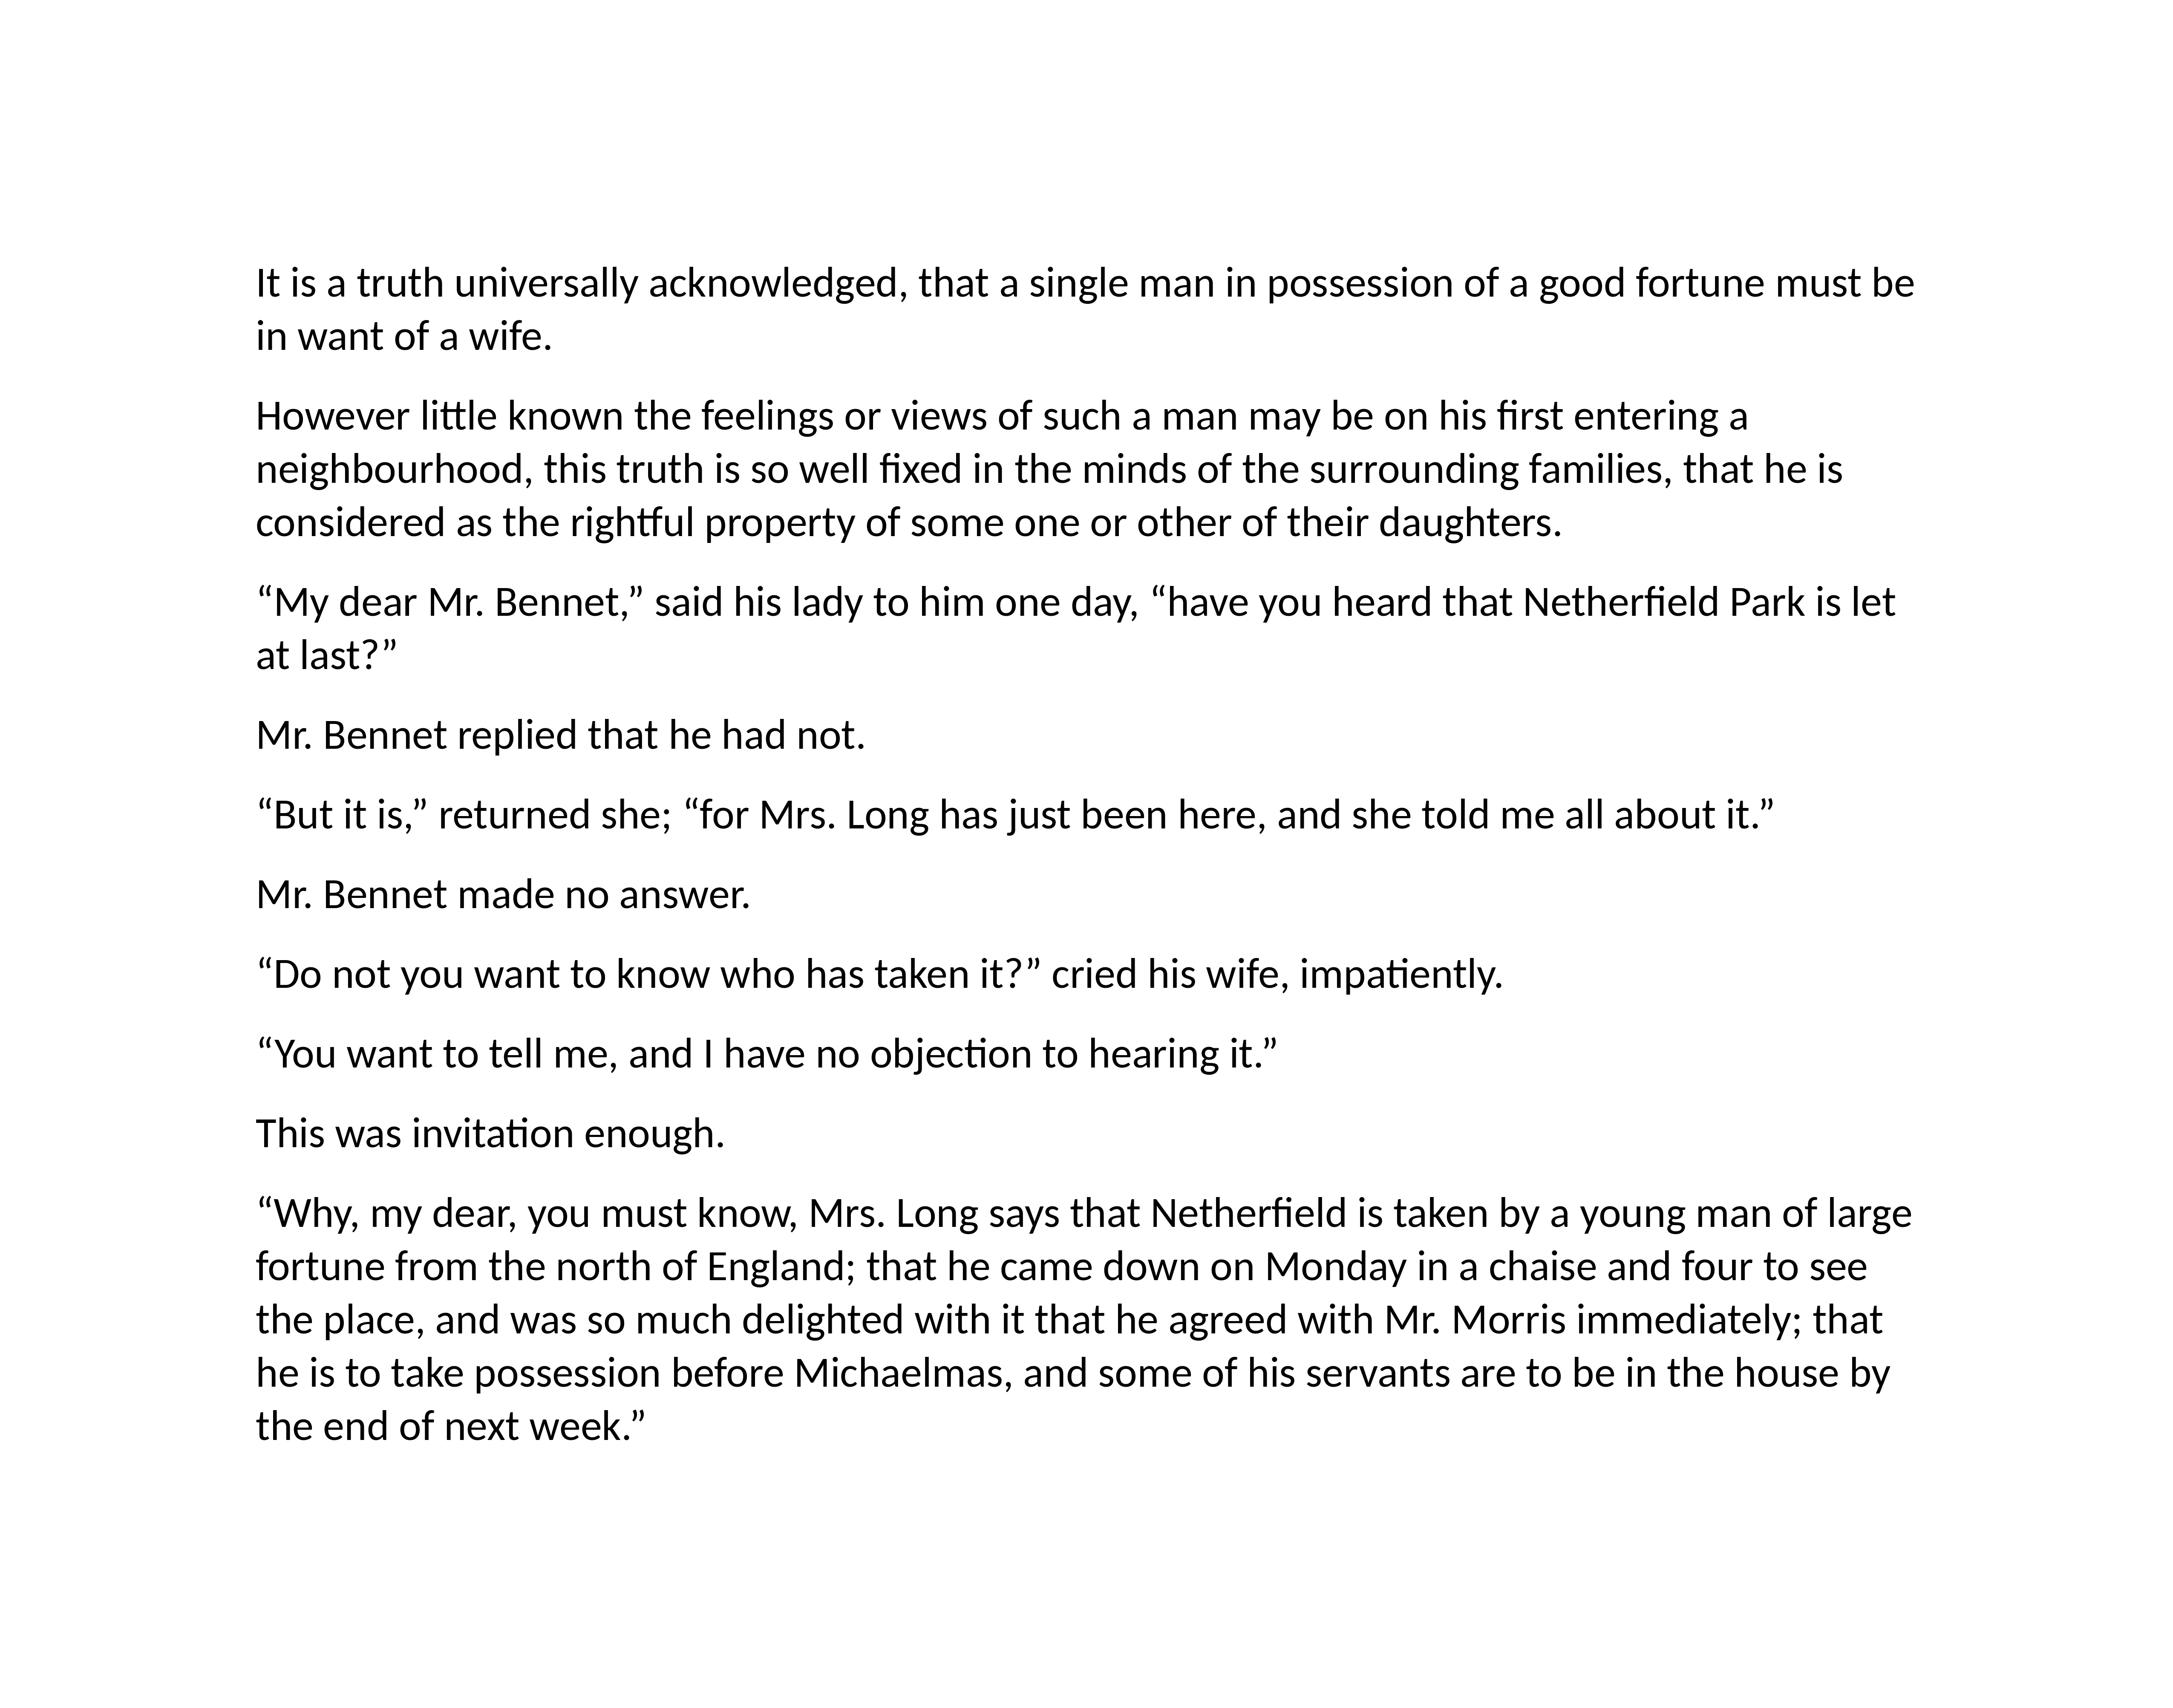 It is a truth universally acknowledged, that a single man in possession of a good fortune must be
in want of a wife.
However little known the feelings or views of such a man may be on his first entering a
neighbourhood, this truth is so well fixed in the minds of the surrounding families, that he is
considered as the rightful property of some one or other of their daughters.
“My dear Mr. Bennet,” said his lady to him one day, “have you heard that Netherfield Park is let
at last?”
Mr. Bennet replied that he had not.
“But it is,” returned she; “for Mrs. Long has just been here, and she told me all about it.”
Mr. Bennet made no answer.
“Do not you want to know who has taken it?” cried his wife, impatiently.
“You want to tell me, and I have no objection to hearing it.”
This was invitation enough.
“Why, my dear, you must know, Mrs. Long says that Netherfield is taken by a young man of large
fortune from the north of England; that he came down on Monday in a chaise and four to see
the place, and was so much delighted with it that he agreed with Mr. Morris immediately; that
he is to take possession before Michaelmas, and some of his servants are to be in the house by
the end of next week.”